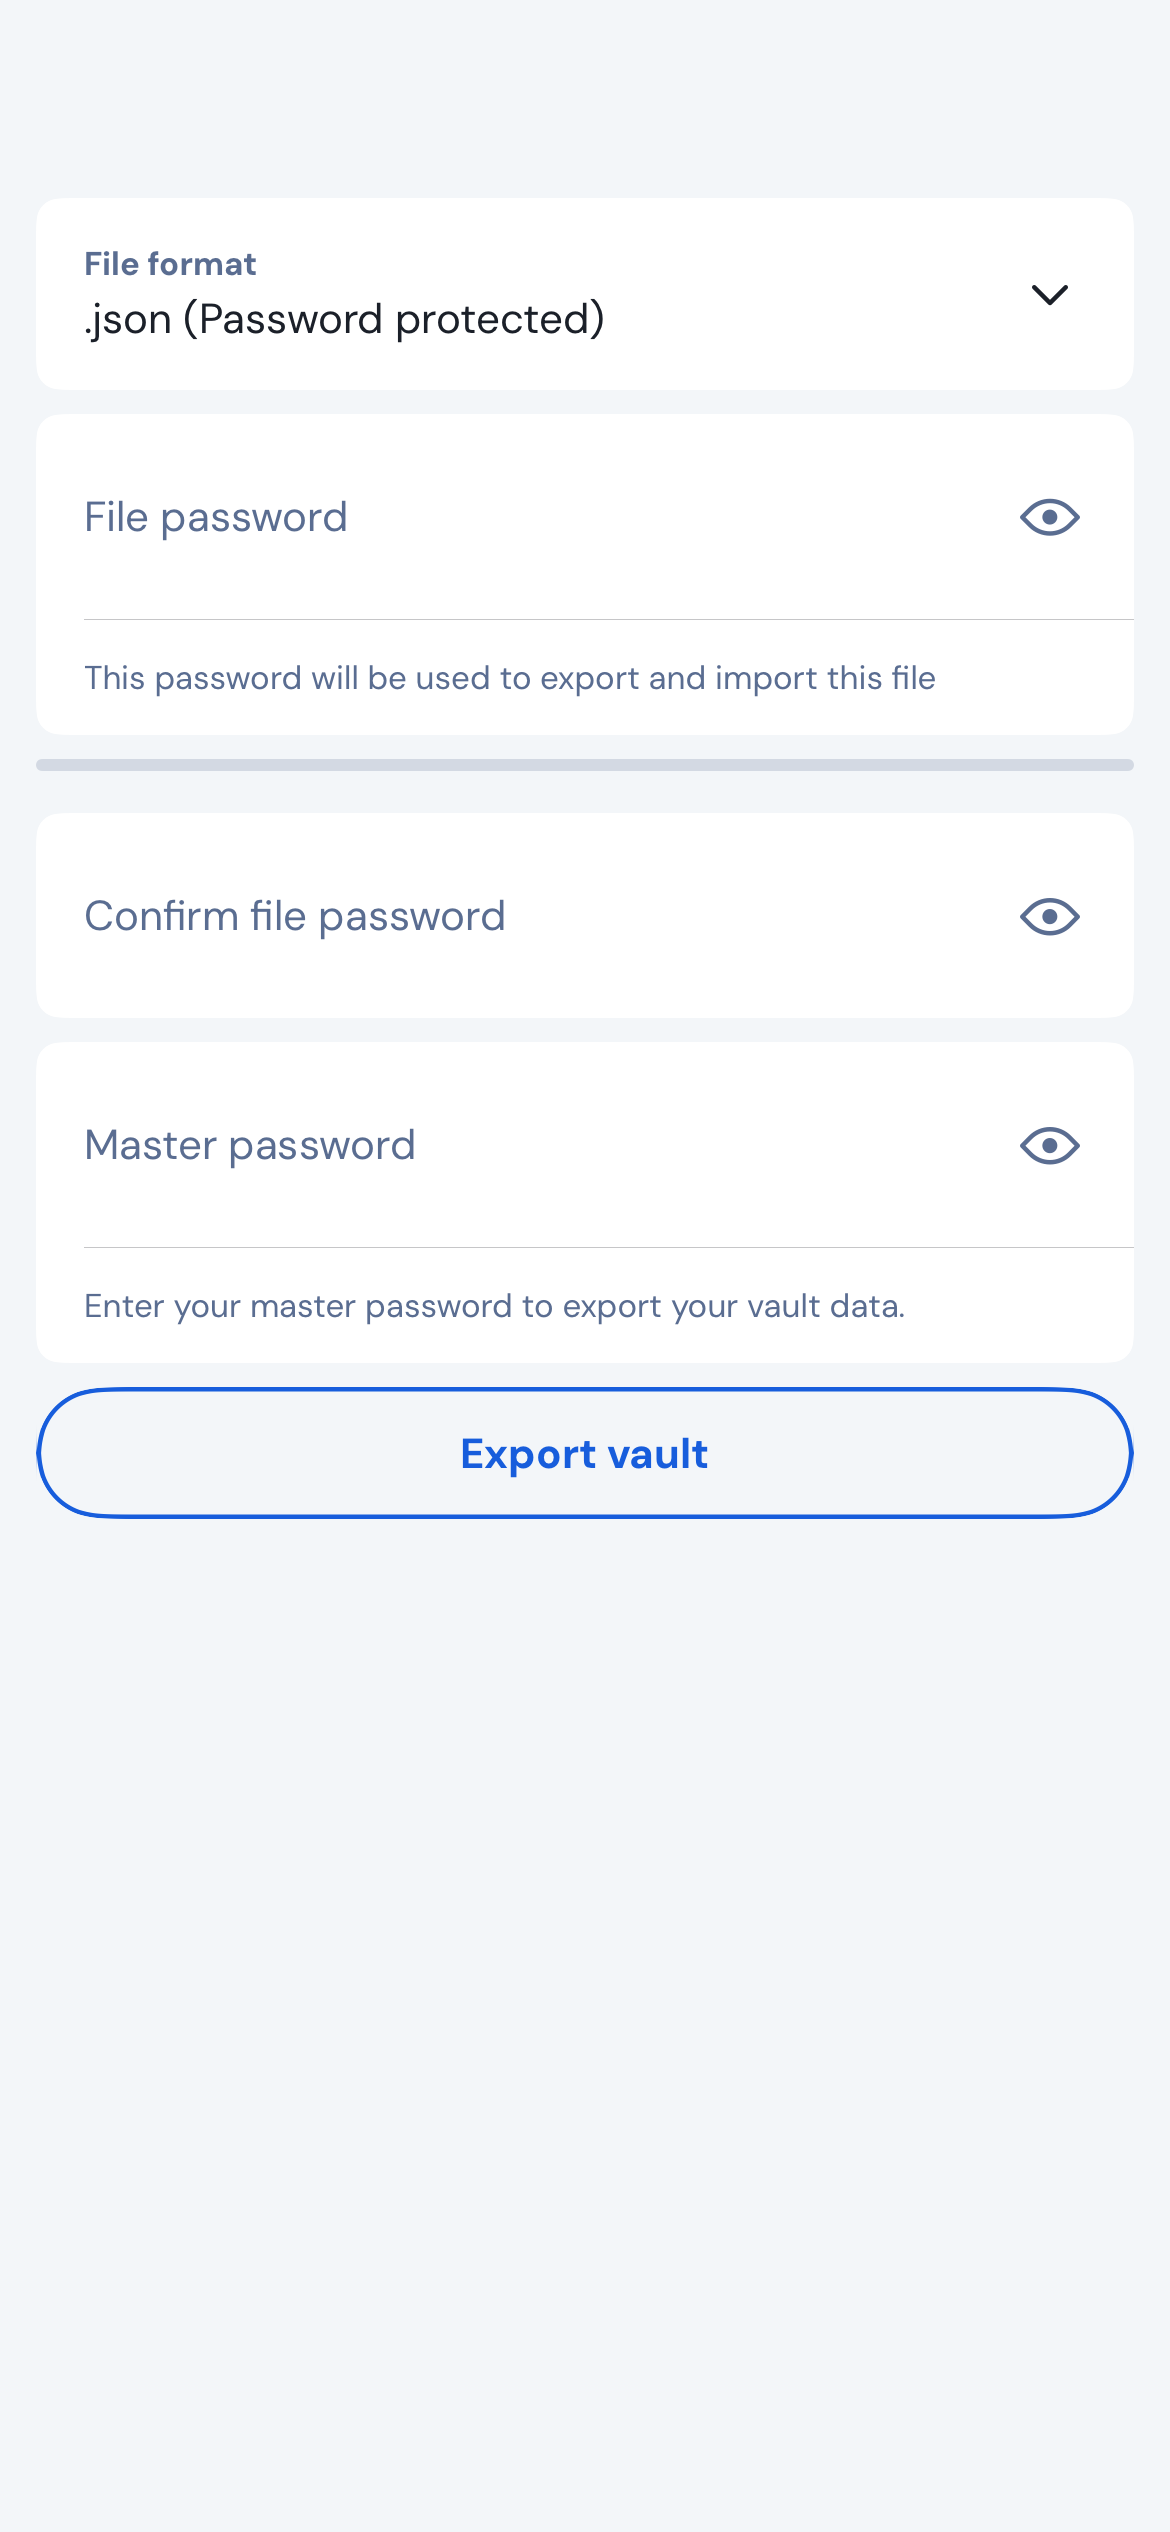 File format
.json (Password protected)
File password
This password will be used to export and import this file
Confirm file password
Master password
Enter your master password to export your vault data.
Export vault